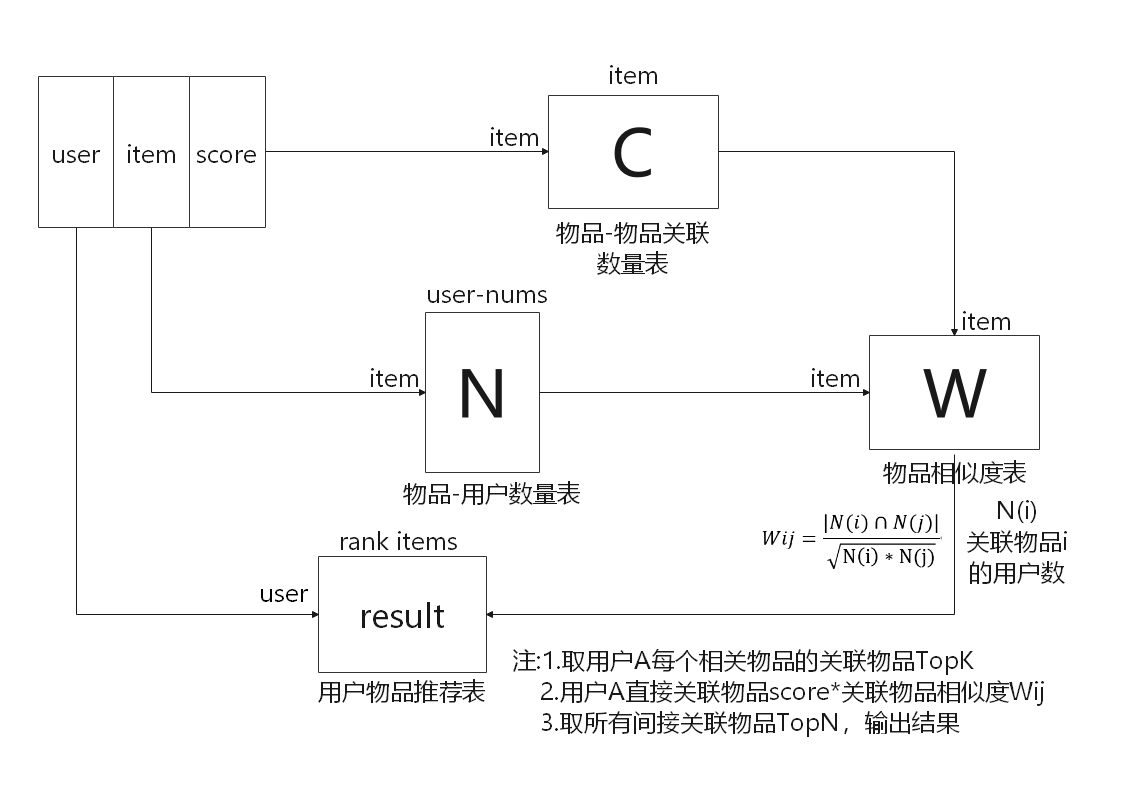 item
user
item
score
item
C
物品-物品关联
数量表
user-nums
item
N
物品-用户数量表
item
item
W
物品相似度表
Wij = |N(i) ∩ N(j)| / √N(i) * N(j)
N(i)
关联物品i
的用户数
rank items
user
result
用户物品推荐表
注:1.取用户A每个相关物品的关联物品TopK
2.用户A直接关联物品score*关联物品相似度Wij
3.取所有间接关联物品TopN，输出结果